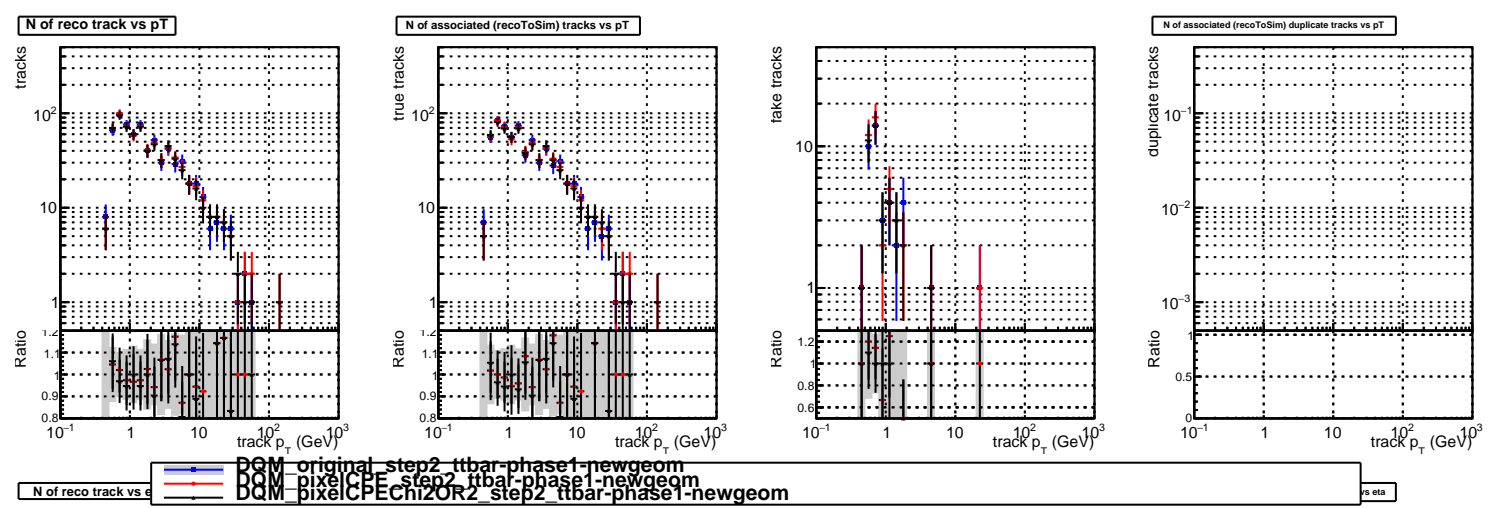 N of reco track vs pT
N of associated (recoToSim) tracks vs pT
N of associated (recoToSim) duplicate tracks vs pT
tracks
10²
10
1
Ratio
1.2
1.1
1
0.9
0.8
10⁻¹ 1 10 10² 10³
track p_T (GeV)
true tracks
10²
10
1
Ratio
1.2
1.1
1
0.9
0.8
10⁻¹ 1 10 10² 10³
track p_T (GeV)
fake tracks
10
1
Ratio
1.2
1
0.8
0.6
10⁻¹ 1 10 10² 10³
track p_T (GeV)
duplicate tracks
10⁻¹
10⁻²
10⁻³
Ratio
1
0.5
0
10⁻¹ 1 10 10² 10³
track p_T (GeV)
DQM_original_step2_ttbar-phase1-newgeom
DQM_pixelCPE_step2_ttbar-phase1-newgeom
DQM_pixelCPEChi2OR2_step2_ttbar-phase1-newgeom
N of reco track vs e
vs eta